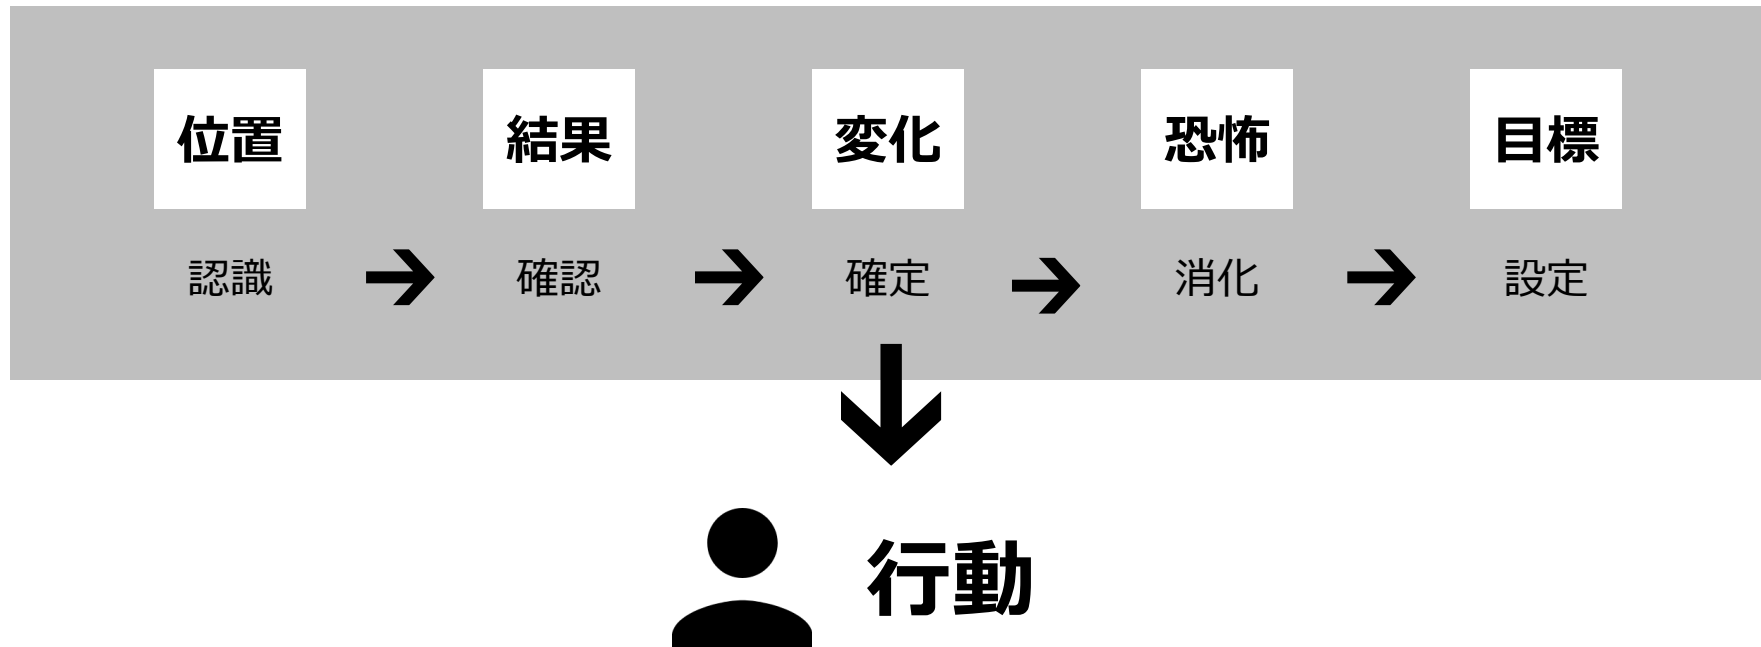 位置 結果 変化 恐怖 目標
認識 確認 確定 消化 設定
行動